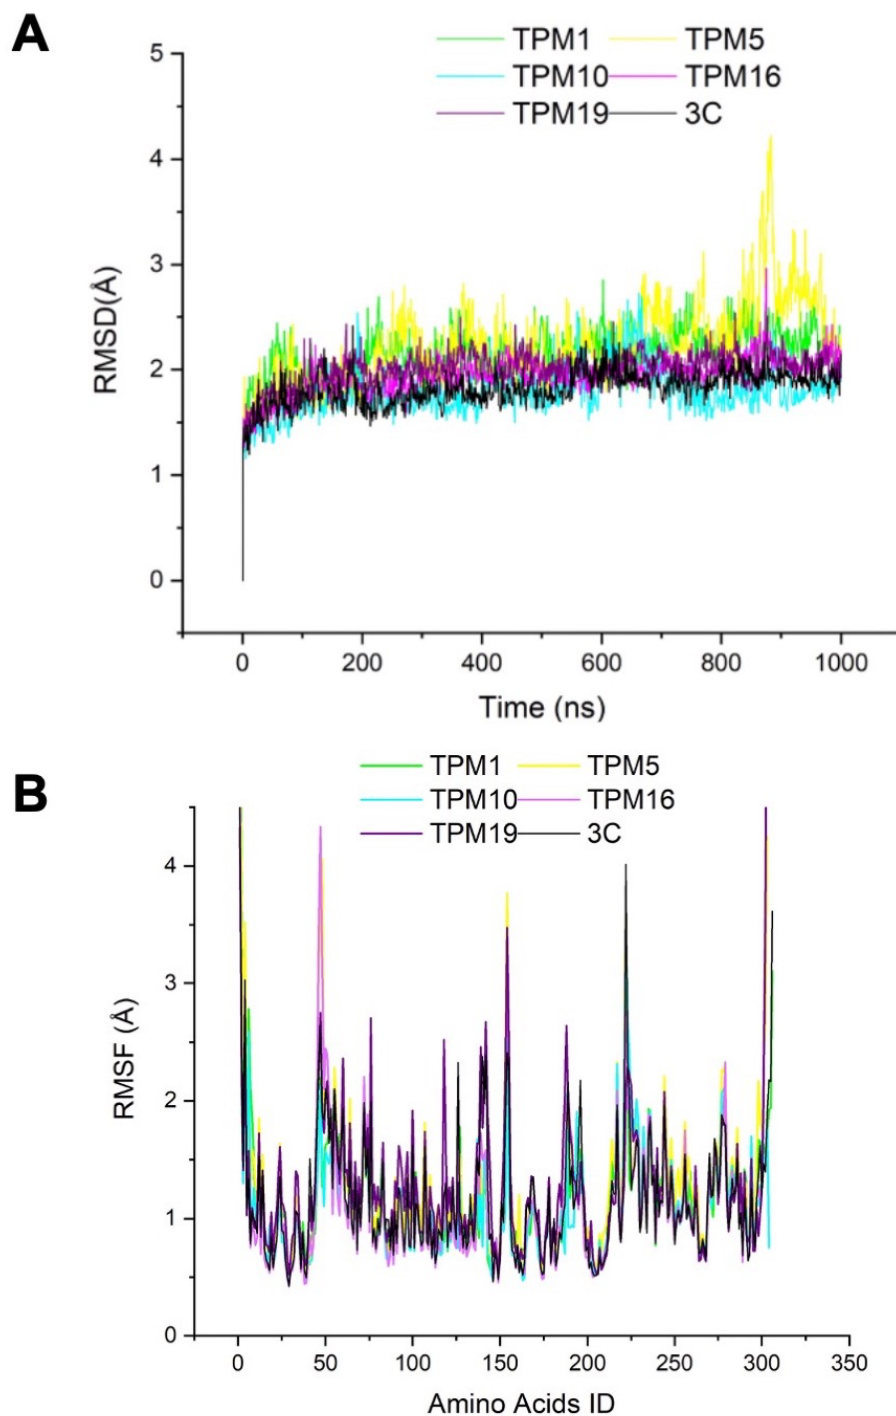 A
TPM1 TPM5
TPM10 TPM16
TPM19 3C
5
4
3
2
1
0
RMSD(Å)
0 200 400 600 800 1000
Time (ns)
B
TPM1 TPM5
TPM10 TPM16
TPM19 3C
4
3
2
1
0
RMSF (Å)
0 50 100 150 200 250 300 350
Amino Acids ID